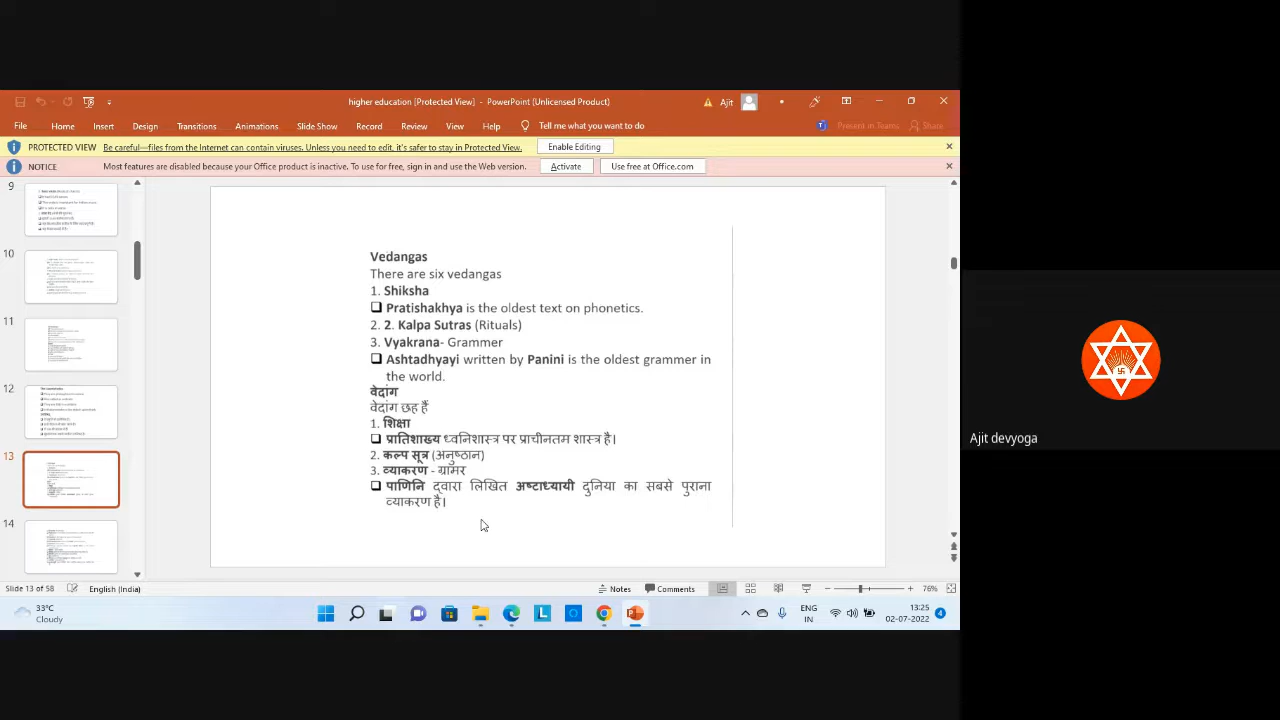 higher education [Protected View] - PowerPoint (Unlicensed Product)
Ajit
File Home Insert Design Transitions Animations Slide Show Record Review View Help Tell me what you want to do
Present in Teams Share
PROTECTED VIEW Be careful—files from the Internet can contain viruses. Unless you need to edit, it's safer to stay in Protected View. Enable Editing
NOTICE Most features are disabled because your Office product is inactive. To use for free, sign in and use the Web version. Activate Use free at Office.com
9
10
11
12
13
14
Vedangas
There are six vedangas
1. Shiksha
Pratishakhya is the oldest text on phonetics.
2. 2. Kalpa Sutras (Rituals)
3. Vyakrana- Grammer
Ashtadhyayi written by Panini is the oldest grammer in
the world.
वेदांग
वेदांग छह हैं
1. शिक्षा
प्रातिशाख्य ध्वनिशास्त्र पर प्राचीनतम शास्त्र है।
2. कल्प सूत्र (अनुष्ठान)
3. व्याकरण - ग्रामर
पाणिनि द्वारा लिखित अष्टाध्यायी दुनिया का सबसे पुराना
व्याकरण है।
Ajit devyoga
Slide 13 of 58 English (India) Notes Comments 76%
33°C
Cloudy
ENG
IN
13:25
02-07-2022
4